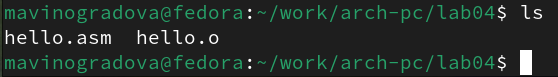 mavinogradova@fedora:~/work/arch-pc/lab04$ ls
hello.asm  hello.o
mavinogradova@fedora:~/work/arch-pc/lab04$